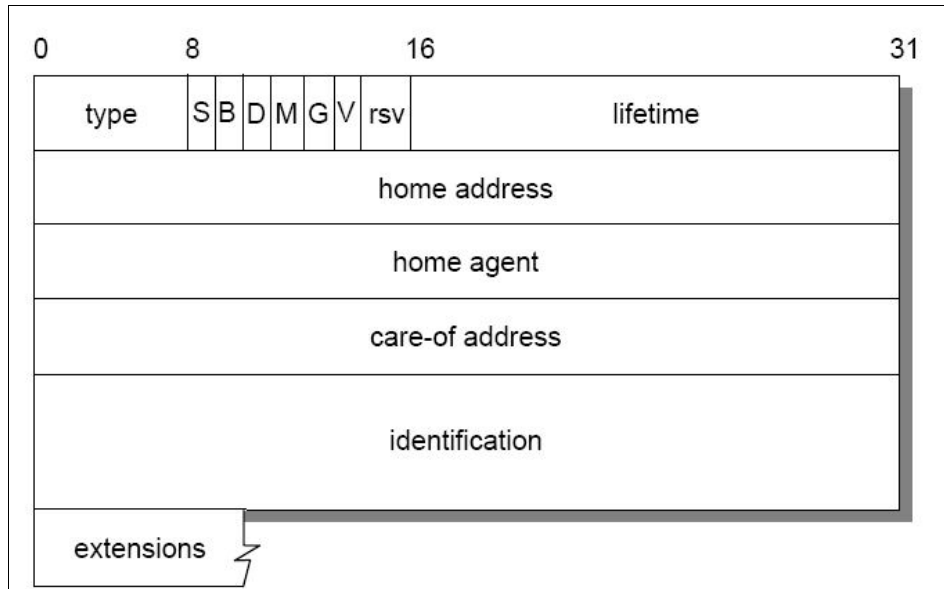 0 8 16 31
type S B D M G V rsv lifetime
home address
home agent
care-of address
identification
extensions